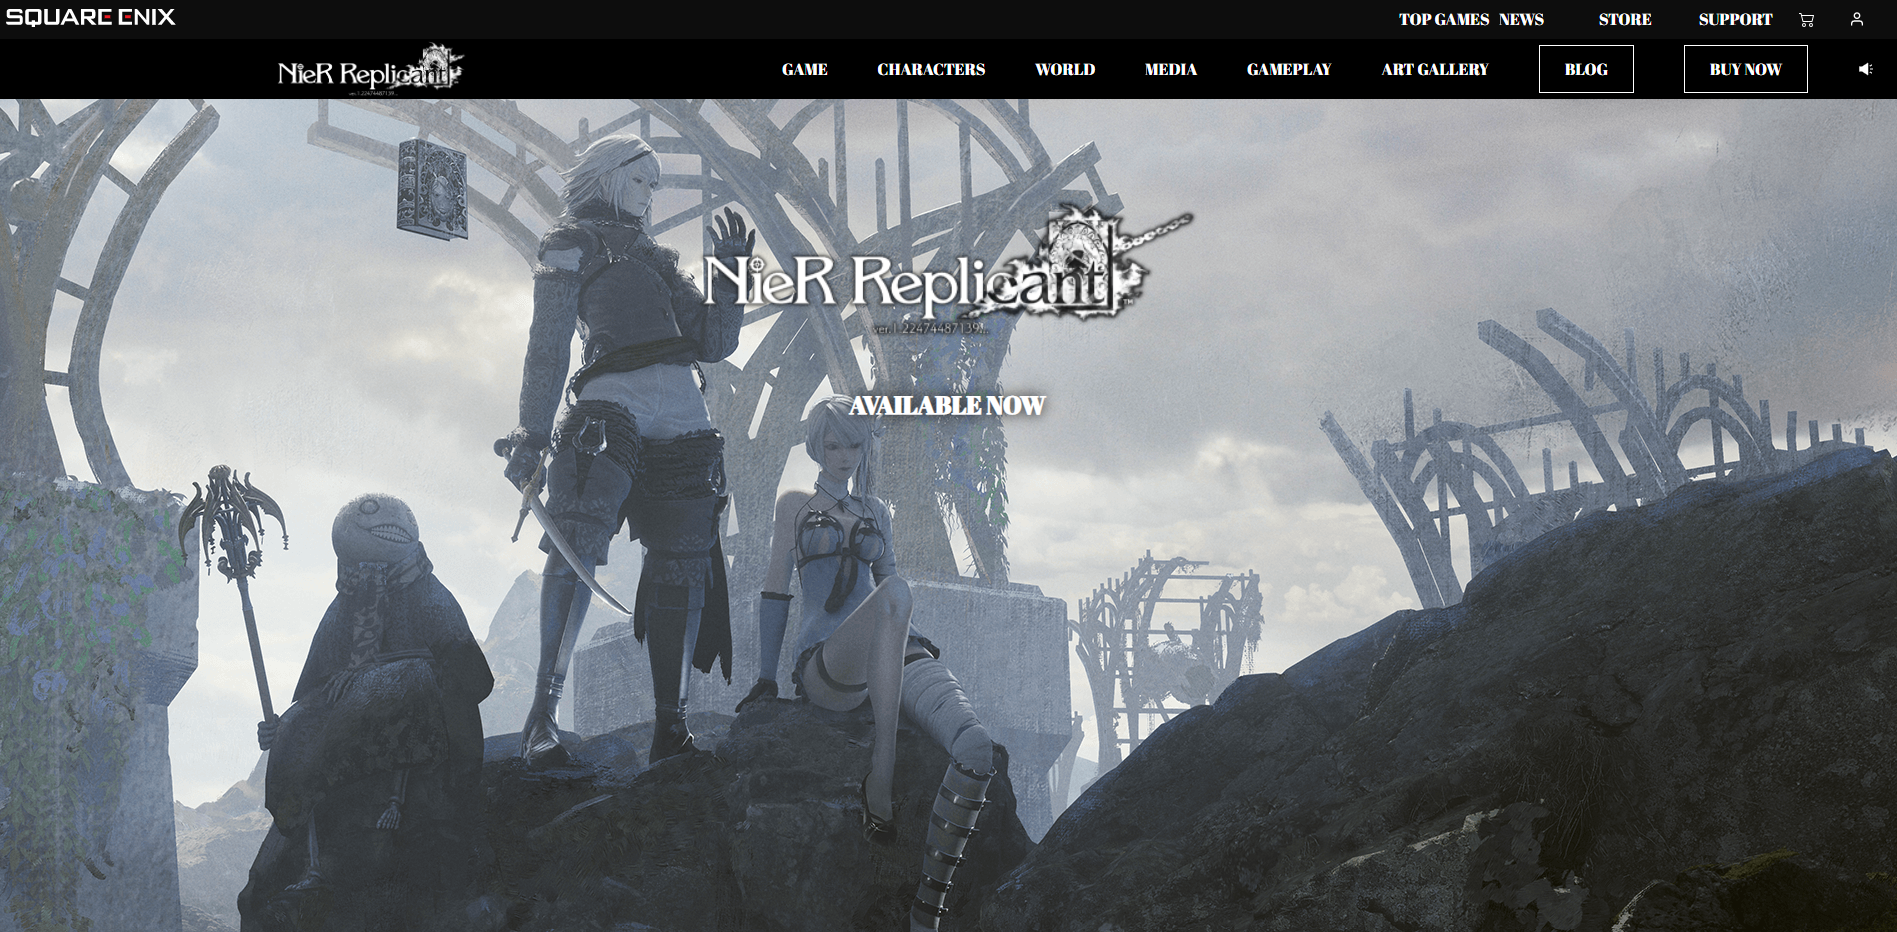 SQUARE ENIX
TOP GAMES NEWS STORE SUPPORT
NieR Replicant
ver.1.22474487139...
GAME CHARACTERS WORLD MEDIA GAMEPLAY ART GALLERY BLOG BUY NOW
NieR Replicant™
ver.1.22474487139...
AVAILABLE NOW